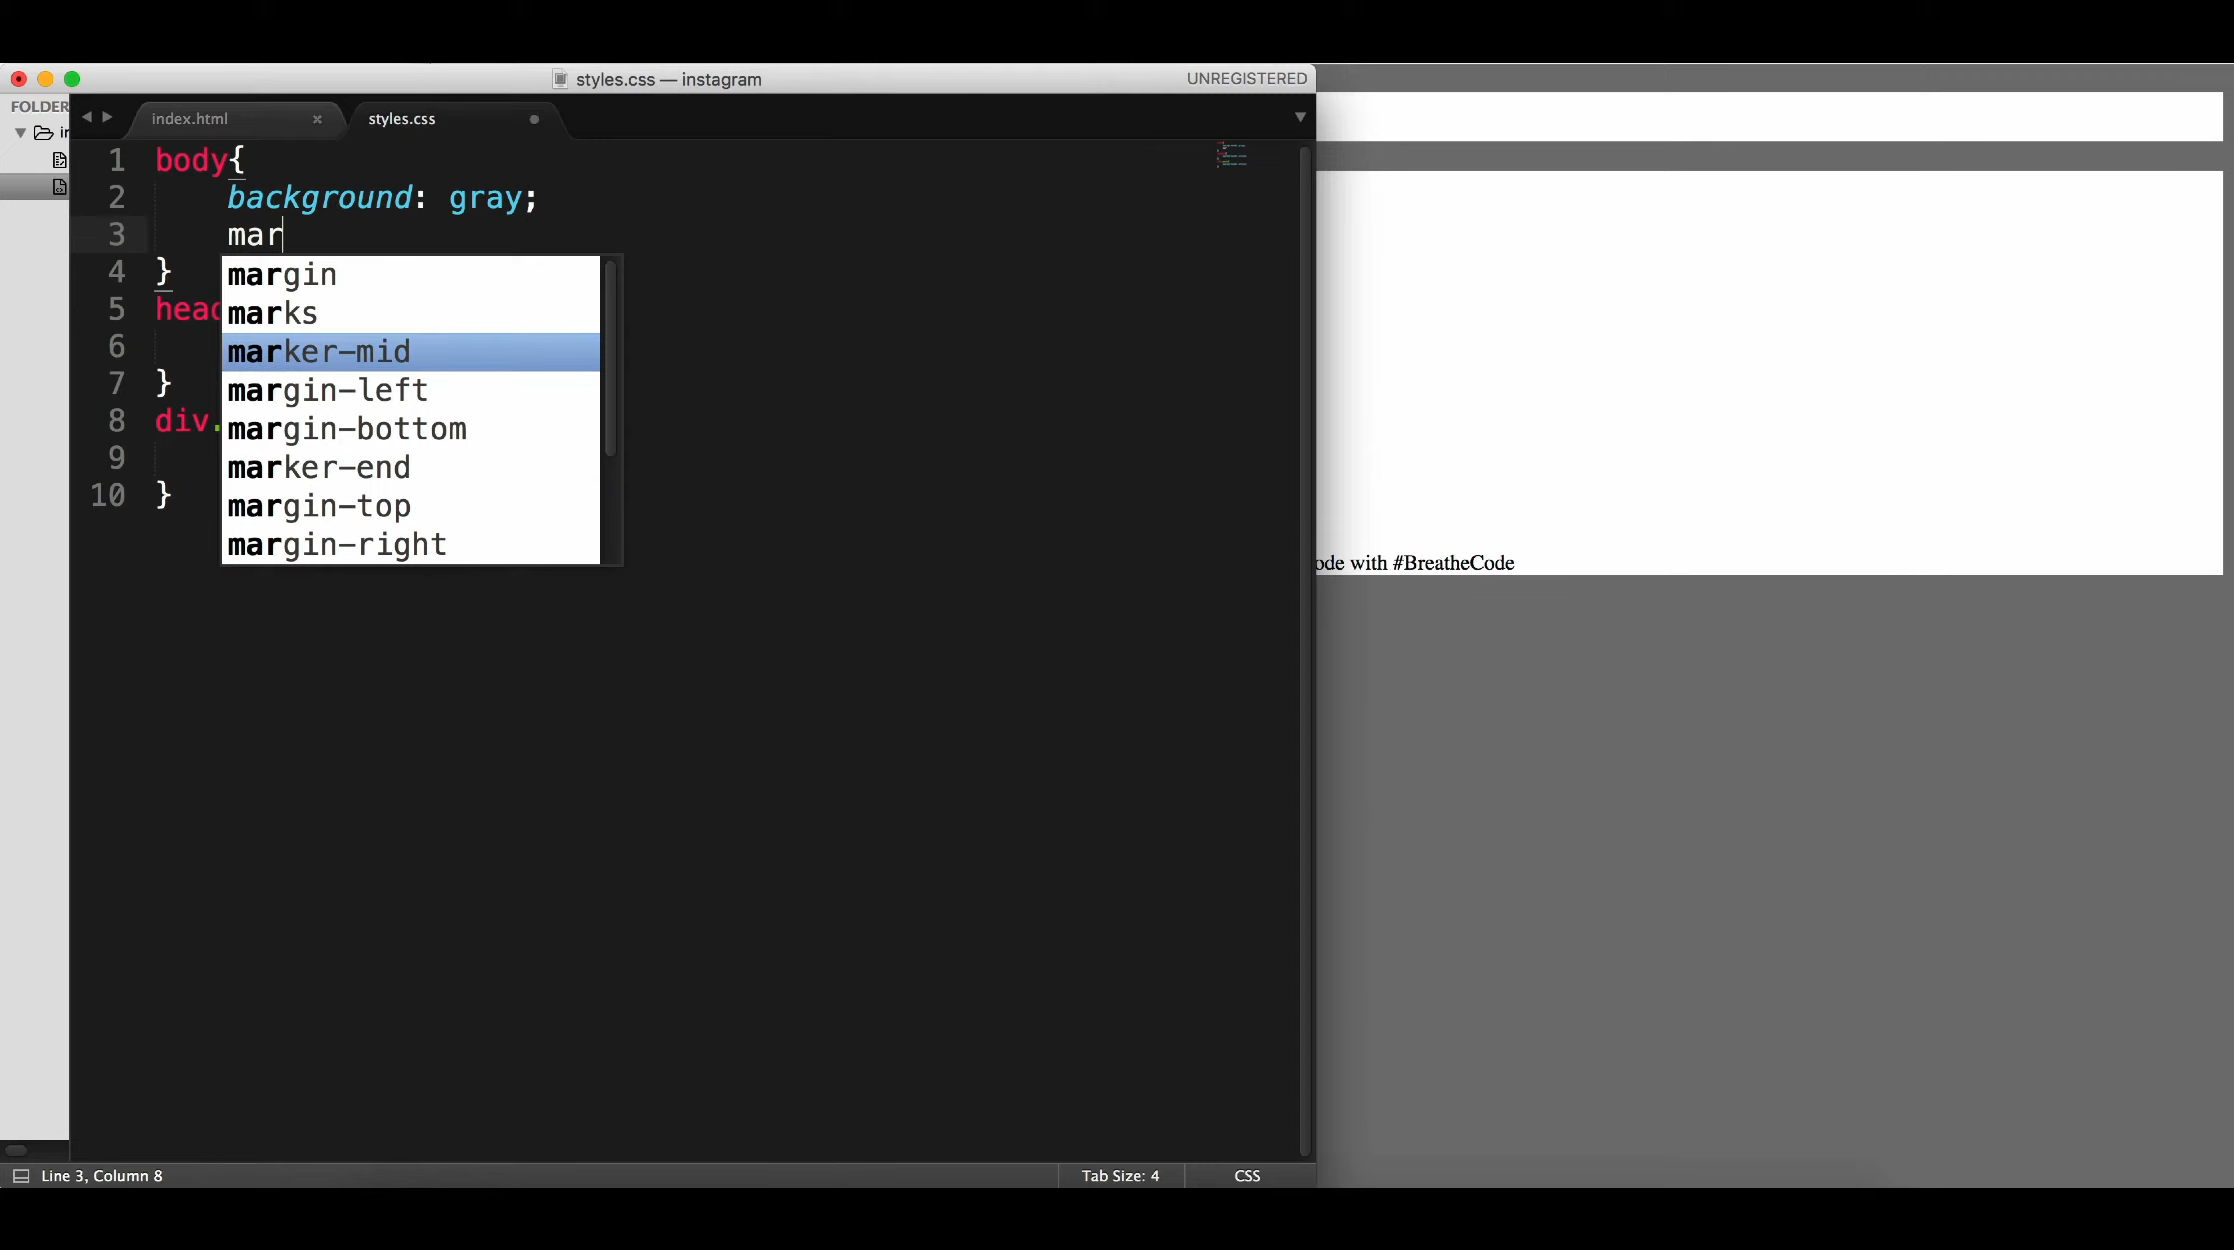 styles.css — instagram
UNREGISTERED
FOLDER
index.html
styles.css
1 body{
2 background: gray;
3 mar
4 }
5 head
6
7 }
8 div.
9
10 }
margin
marks
marker-mid
margin-left
margin-bottom
marker-end
margin-top
margin-right
ode with #BreatheCode
Line 3, Column 8
Tab Size: 4
CSS